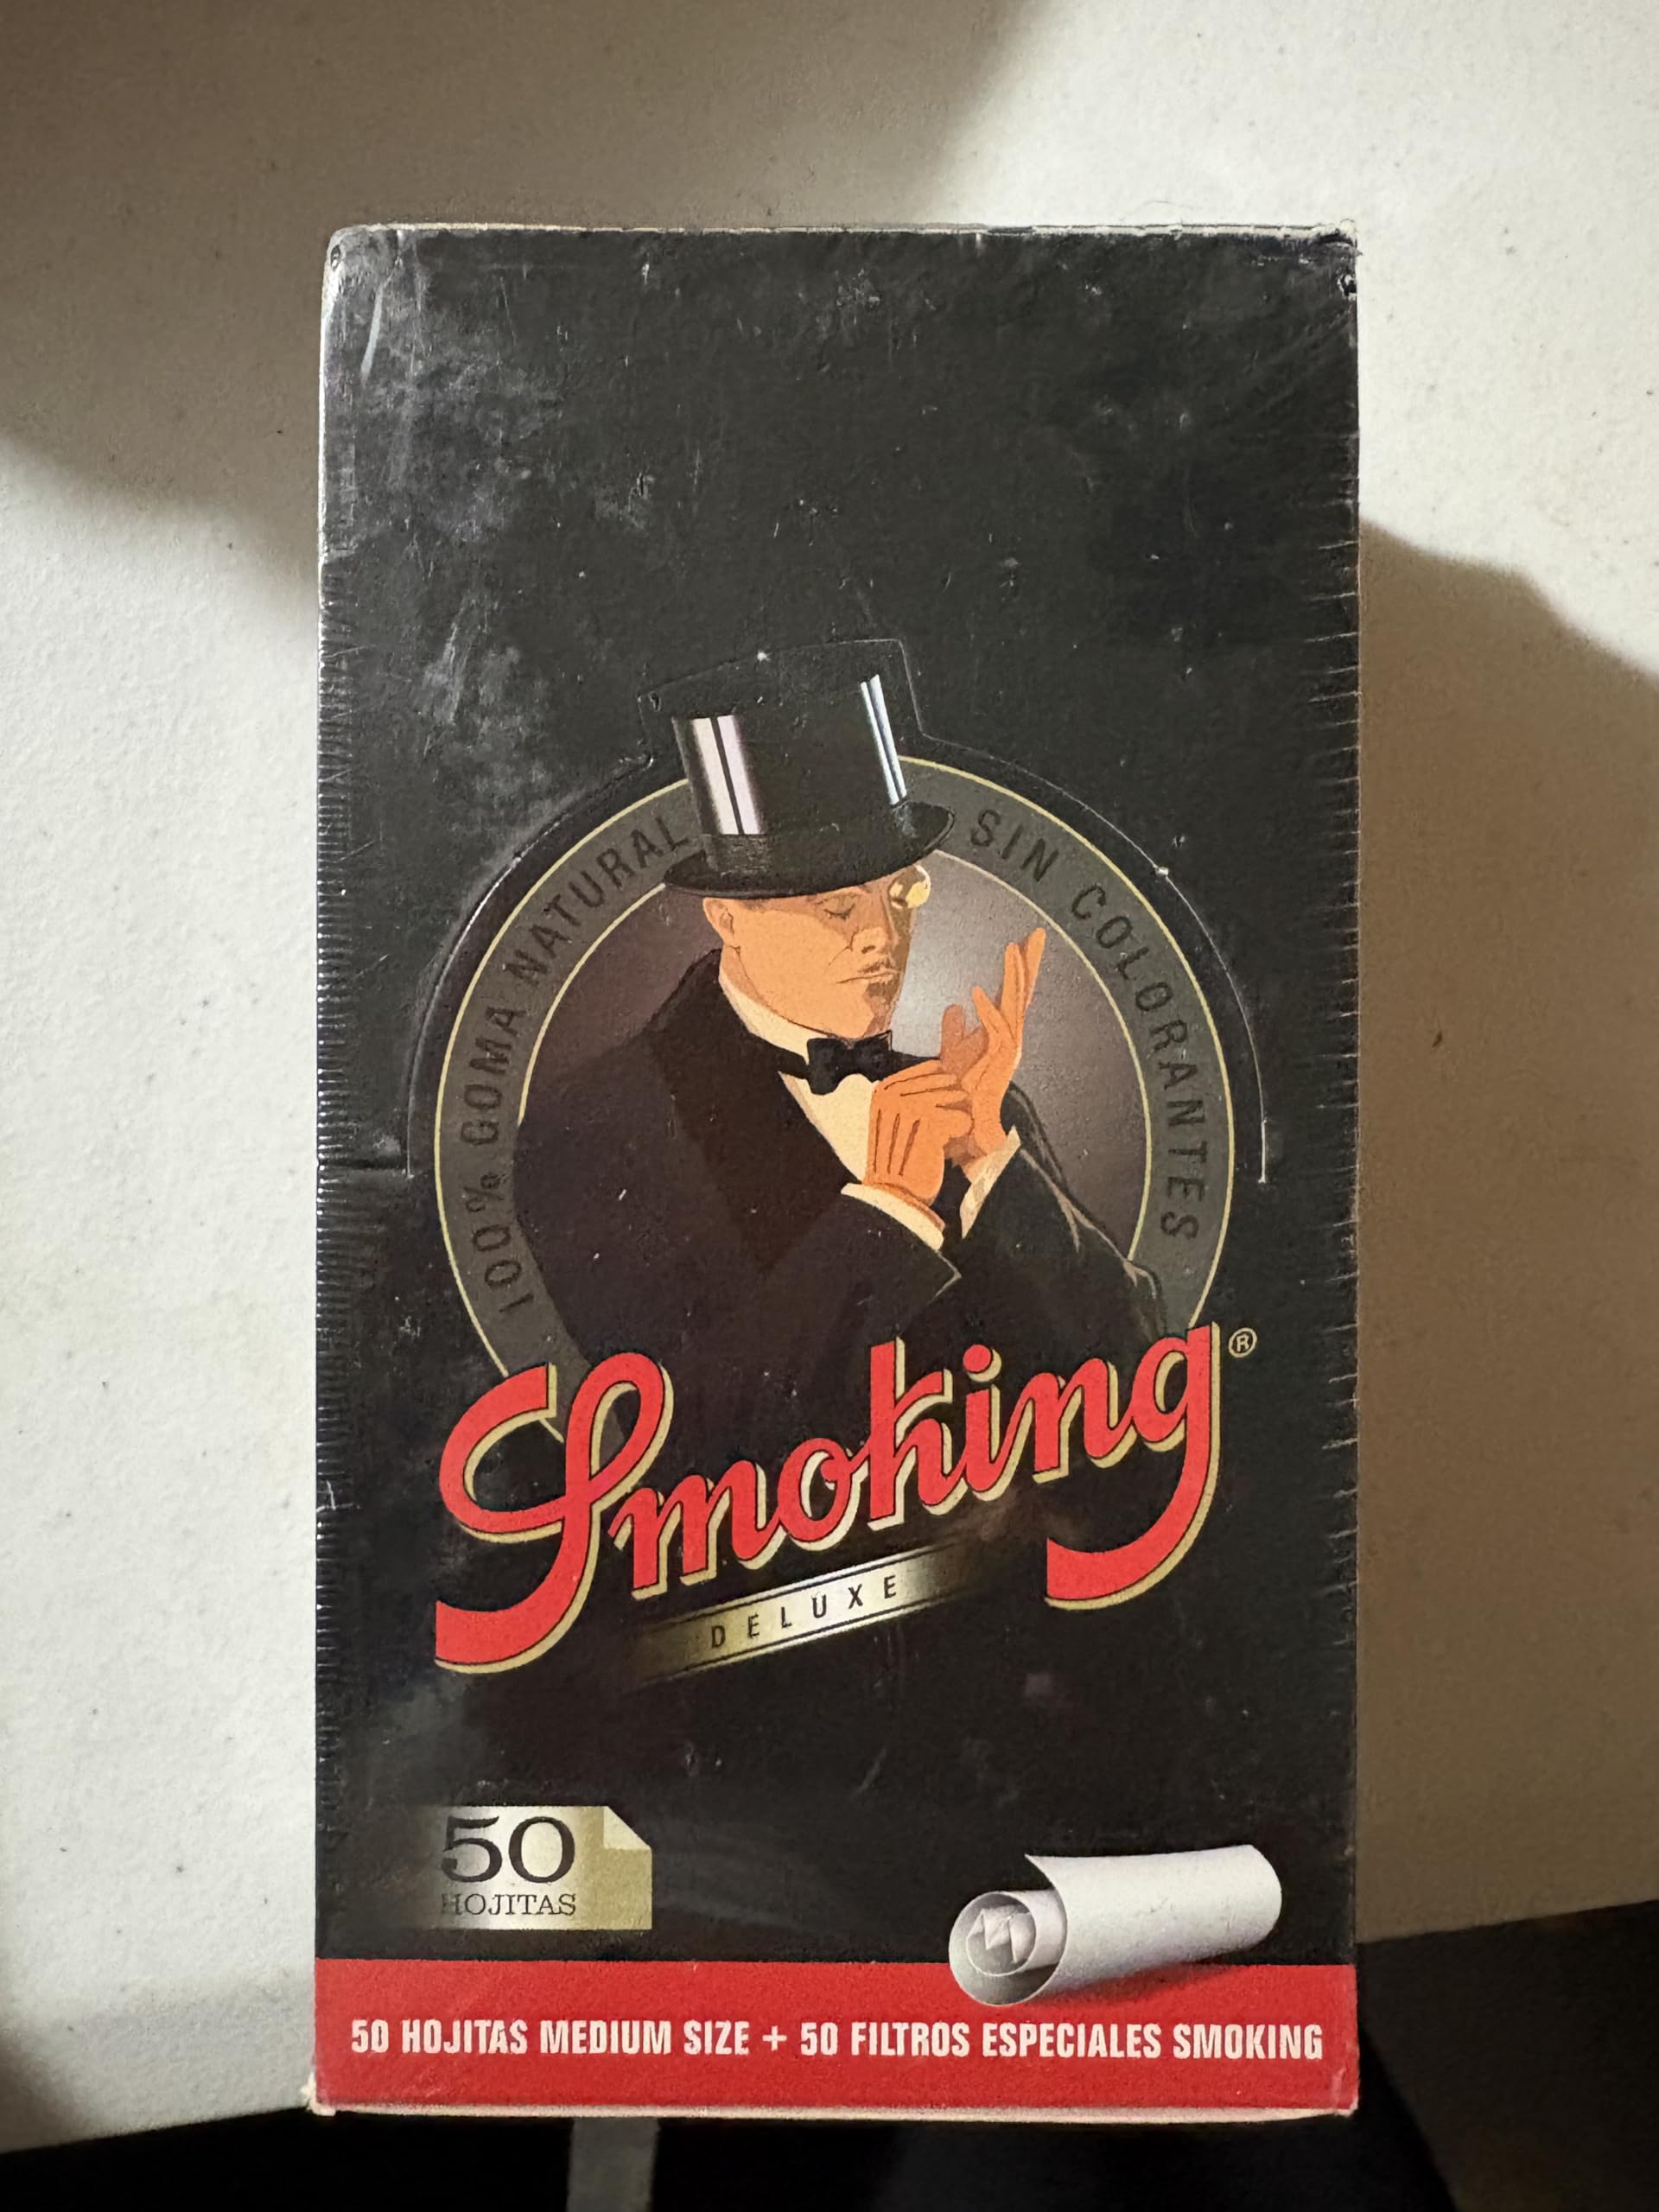 100% GOMA NATURAL
SIN COLORANTES
Smoking®
DELUXE
50
HOJITAS
50 HOJITAS MEDIUM SIZE + 50 FILTROS ESPECIALES SMOKING